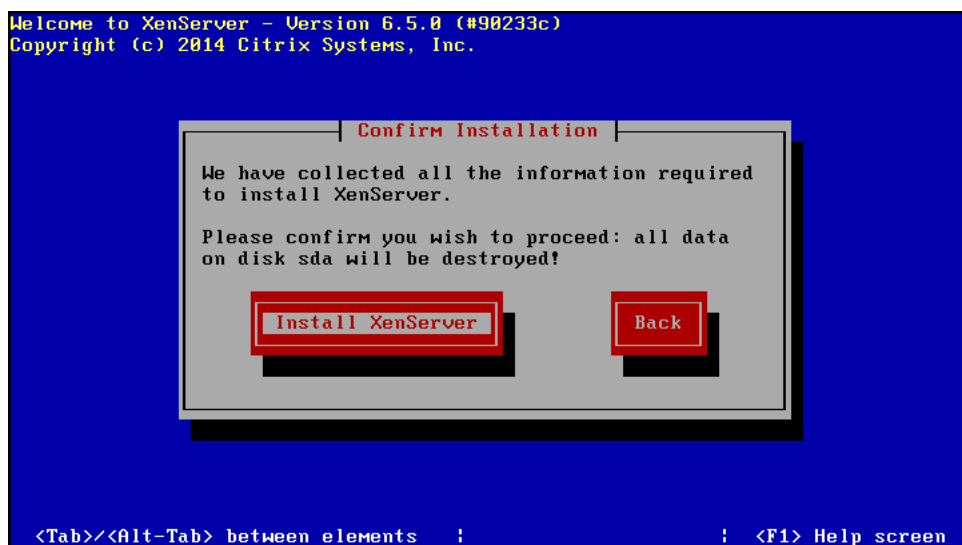 Welcome to XenServer - Version 6.5.0 (#90233c)
Copyright (c) 2014 Citrix Systems, Inc.
Confirm Installation
We have collected all the information required
to install XenServer.
Please confirm you wish to proceed: all data
on disk sda will be destroyed!
Install XenServer Back
<Tab>/<Alt-Tab> between elements | | <F1> Help screen